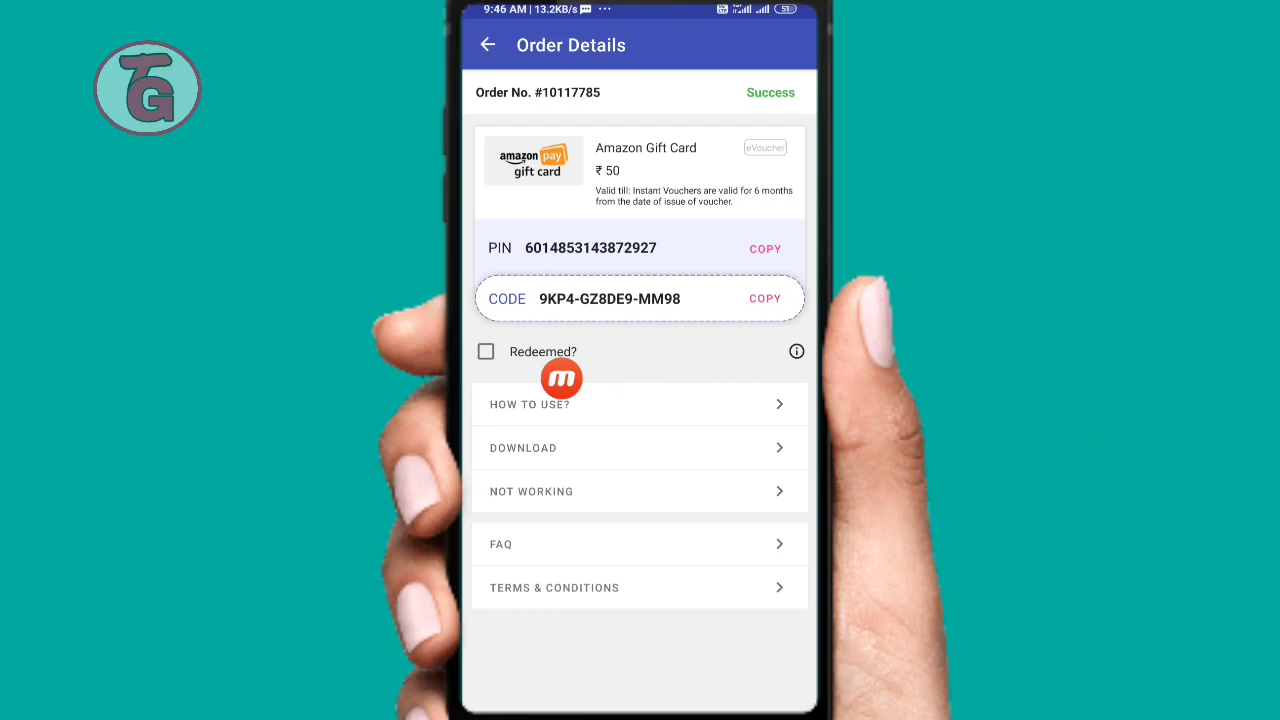 TG
9:46 AM | 13.2KB/s ···
51
Order Details
Order No. #10117785
Success
amazon pay
gift card
Amazon Gift Card
eVoucher
₹ 50
Valid till: Instant Vouchers are valid for 6 months
from the date of issue of voucher.
PIN 6014853143872927 COPY
CODE 9KP4-GZ8DE9-MM98 COPY
Redeemed?
m
HOW TO USE?
DOWNLOAD
NOT WORKING
FAQ
TERMS & CONDITIONS